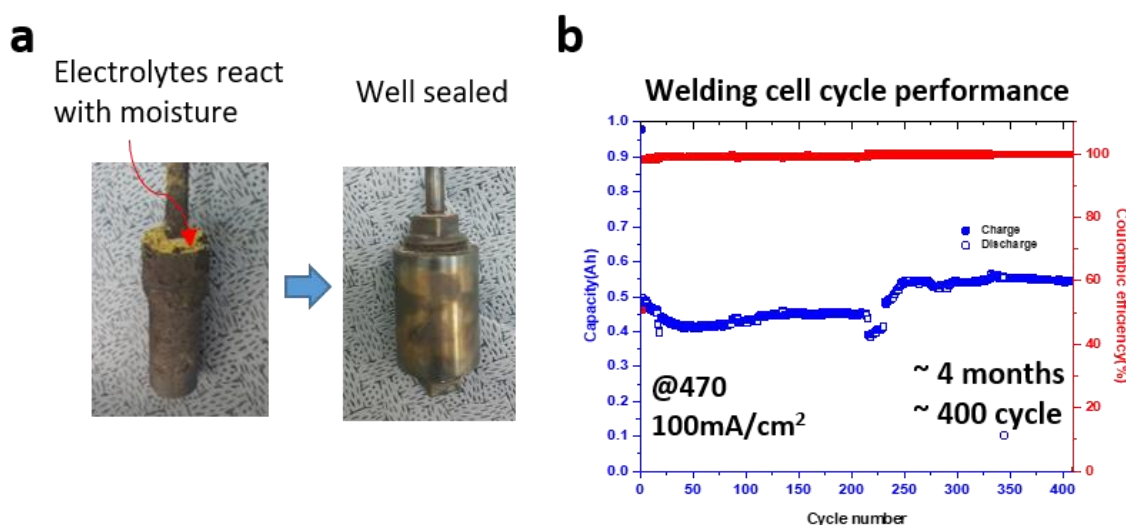 a
Electrolytes react
with moisture
Well sealed
b
Welding cell cycle performance
1.0
0.9
0.8
0.7
0.6
0.5
0.4
0.3
0.2
0.1
0.0
Capacity(Ah)
Charge
Discharge
@470
100mA/cm²
~ 4 months
~ 400 cycle
100
80
60
40
20
0
Coulombic efficiency(%)
0
50
100
150
200
250
300
350
400
Cycle number